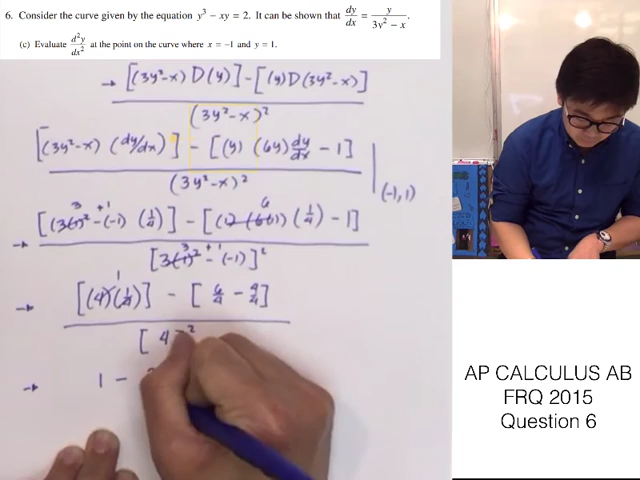 6. Consider the curve given by the equation y³ − xy = 2. It can be shown that dy/dx = y/(3y² − x).
(c) Evaluate d²y/dx² at the point on the curve where x = −1 and y = 1.
→ [(3y²-x) D(y)] - [(y) D(3y²-x)]
(3y²-x)²
[(3y²-x) (dy/dx)] - [(y) (6y) dy/dx - 1] | (-1,1)
(3y²-x)²
→ [(3(1)² - (-1) (1/4)] - [(1) (6(1)) (1/4) - 1]
[3(1)² - (-1)]²
→ [(4)(1/4)] - [6/4 - 4/4]
[4
→ 1 -
AP CALCULUS AB
FRQ 2015
Question 6